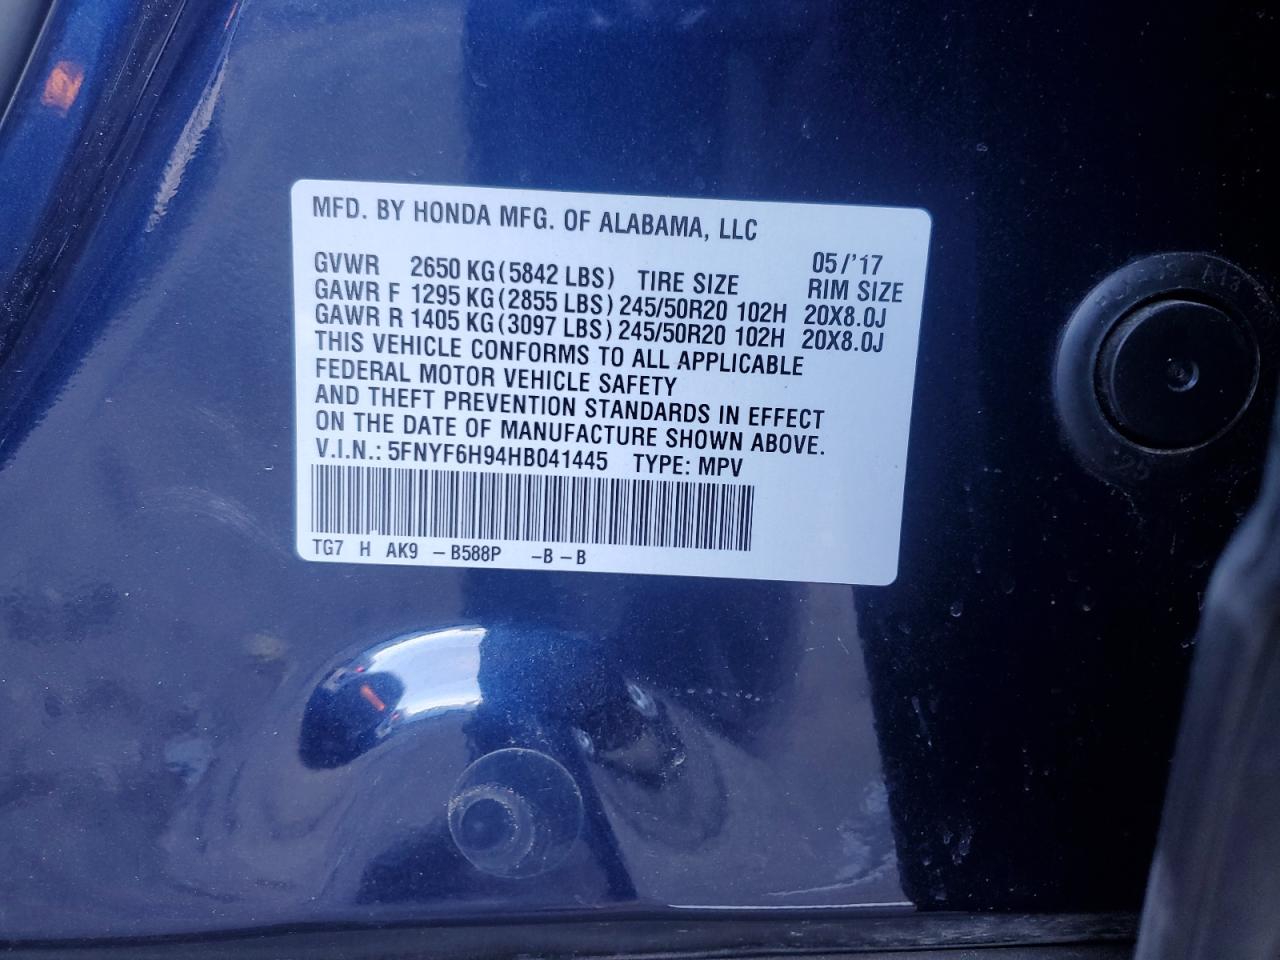 MFD. BY HONDA MFG. OF ALABAMA, LLC
05/'17
GVWR 2650 KG (5842 LBS) TIRE SIZE RIM SIZE
GAWR F 1295 KG (2855 LBS) 245/50R20 102H 20X8.0J
GAWR R 1405 KG (3097 LBS) 245/50R20 102H 20X8.0J
THIS VEHICLE CONFORMS TO ALL APPLICABLE
FEDERAL MOTOR VEHICLE SAFETY
AND THEFT PREVENTION STANDARDS IN EFFECT
ON THE DATE OF MANUFACTURE SHOWN ABOVE.
V.I.N.: 5FNYF6H94HB041445 TYPE: MPV
TG7 H AK9 – B588P – B – B